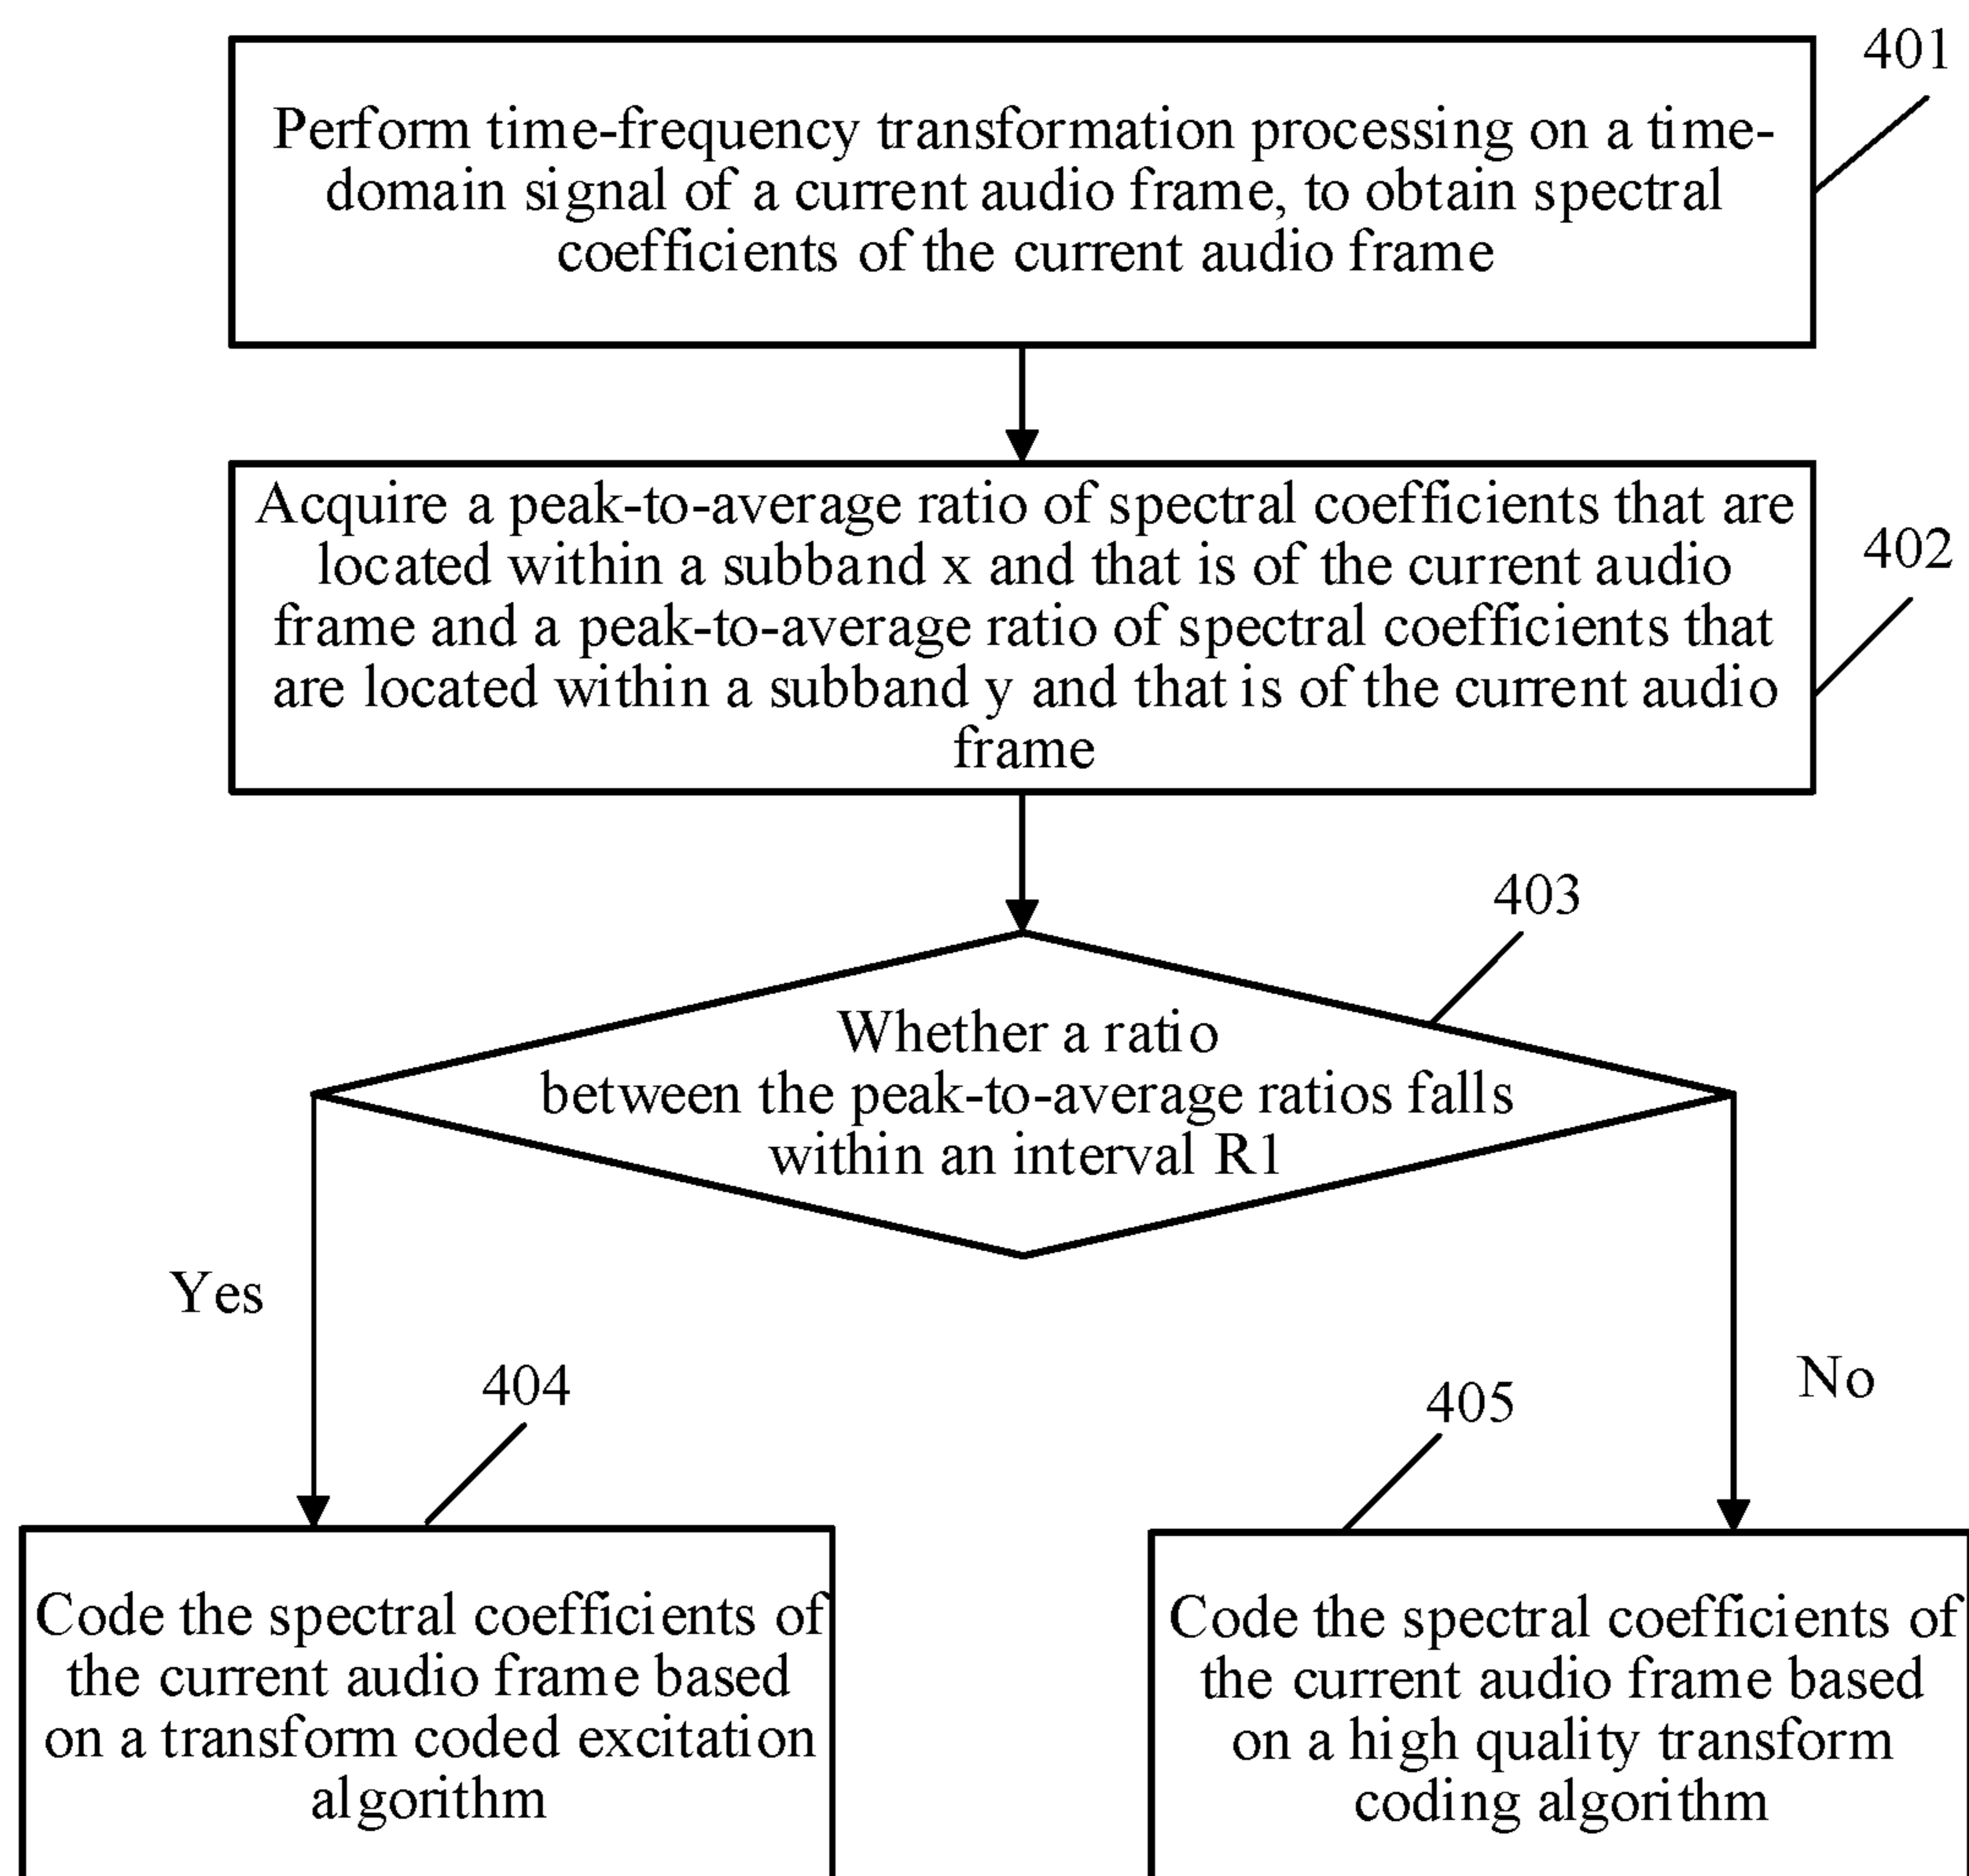 401
Perform time-frequency transformation processing on a time-
domain signal of a current audio frame, to obtain spectral
coefficients of the current audio frame
Acquire a peak-to-average ratio of spectral coefficients that are
located within a subband x and that is of the current audio
frame and a peak-to-average ratio of spectral coefficients that
are located within a subband y and that is of the current audio
frame
402
403
Whether a ratio
between the peak-to-average ratios falls
within an interval R1
Yes
No
404
405
Code the spectral coefficients of
the current audio frame based
on a transform coded excitation
algorithm
Code the spectral coefficients of
the current audio frame based
on a high quality transform
coding algorithm